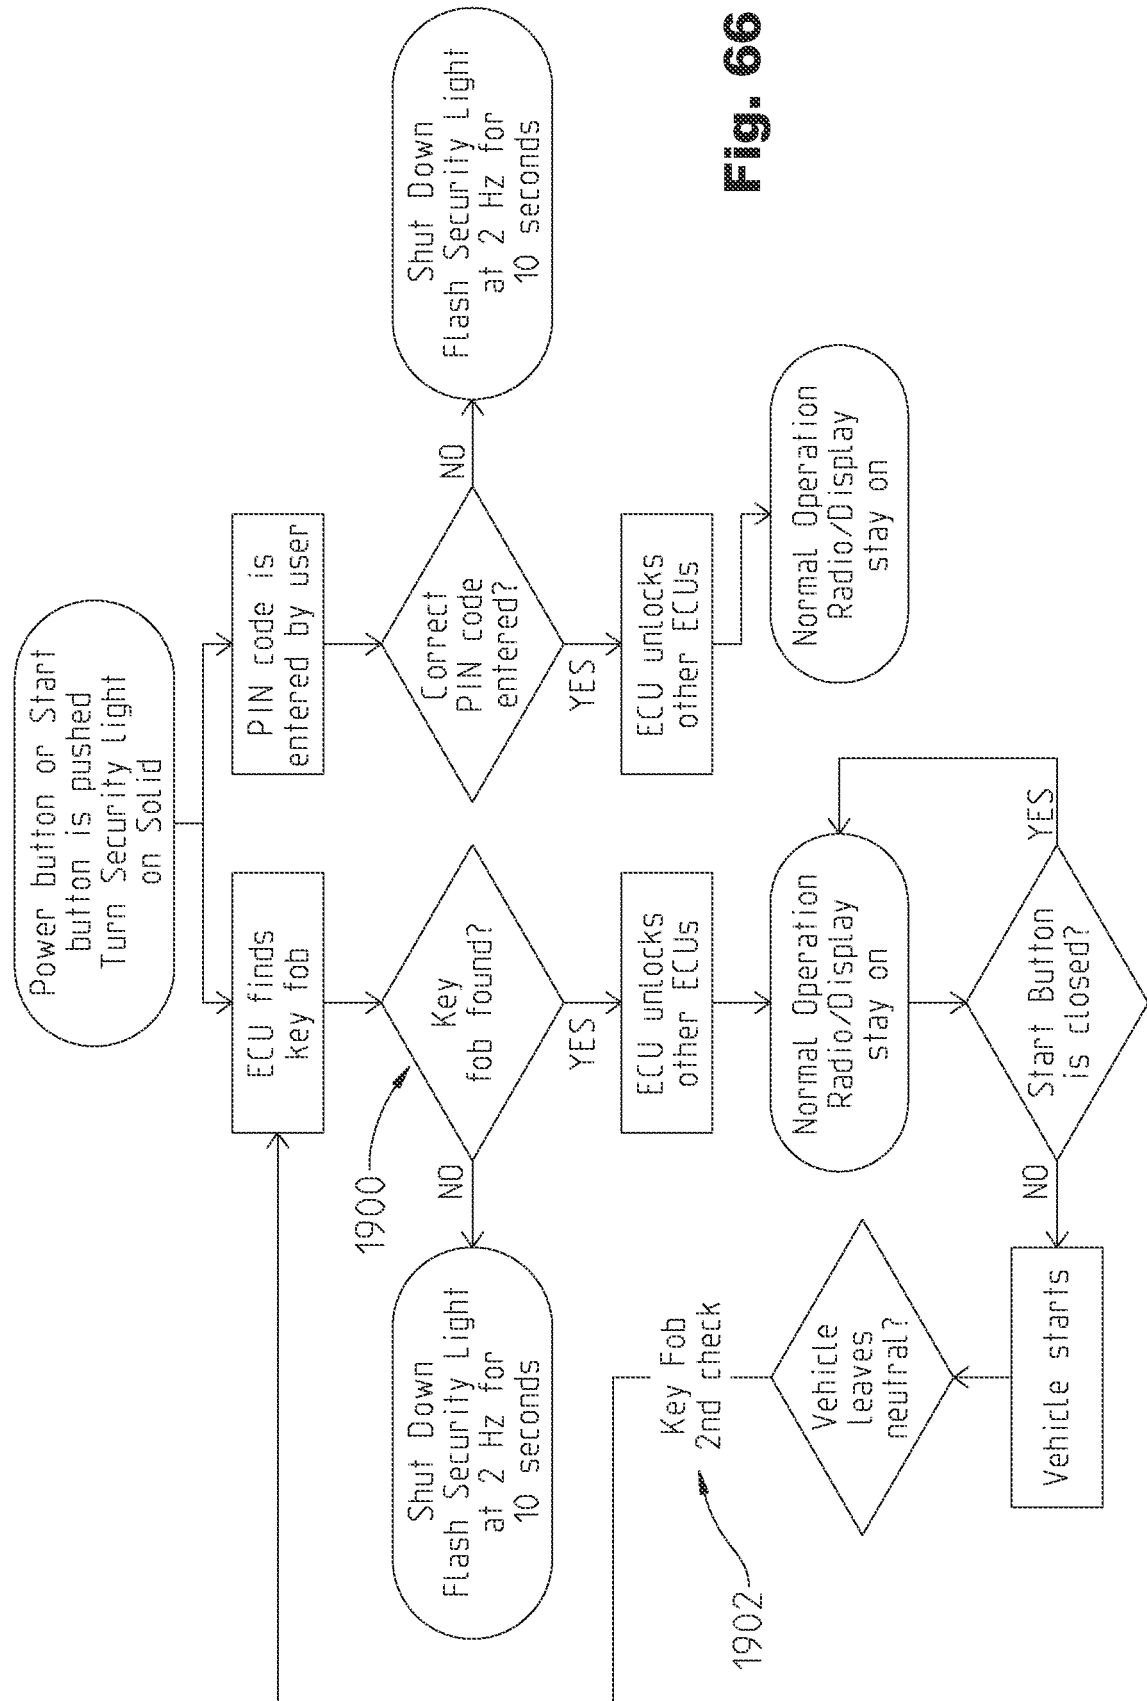 Power button or Start
button is pushed
Turn Security Light
on Solid
ECU finds
key fob
PIN code is
entered by user
1900
Key
fob found?
NO
YES
Correct
PIN code
entered?
NO
YES
Shut Down
Flash Security Light
at 2 Hz for
10 seconds
Shut Down
Flash Security Light
at 2 Hz for
10 seconds
ECU unlocks
other ECUs
ECU unlocks
other ECUs
Key Fob
2nd check
1902
Normal Operation
Radio/Display
stay on
Normal Operation
Radio/Display
stay on
Vehicle
leaves
neutral?
Start Button
is closed?
NO
YES
Vehicle starts
Fig. 66